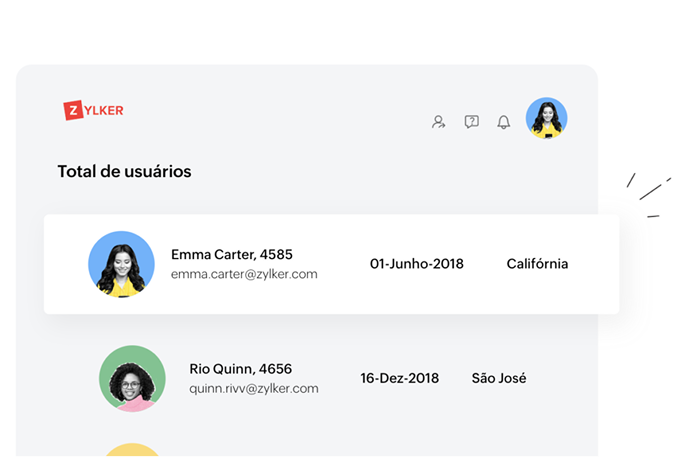 ZYLKER
Total de usuários
Emma Carter, 4585
emma.carter@zylker.com
01-Junho-2018
Califórnia
Rio Quinn, 4656
quinn.rivv@zylker.com
16-Dez-2018
São José